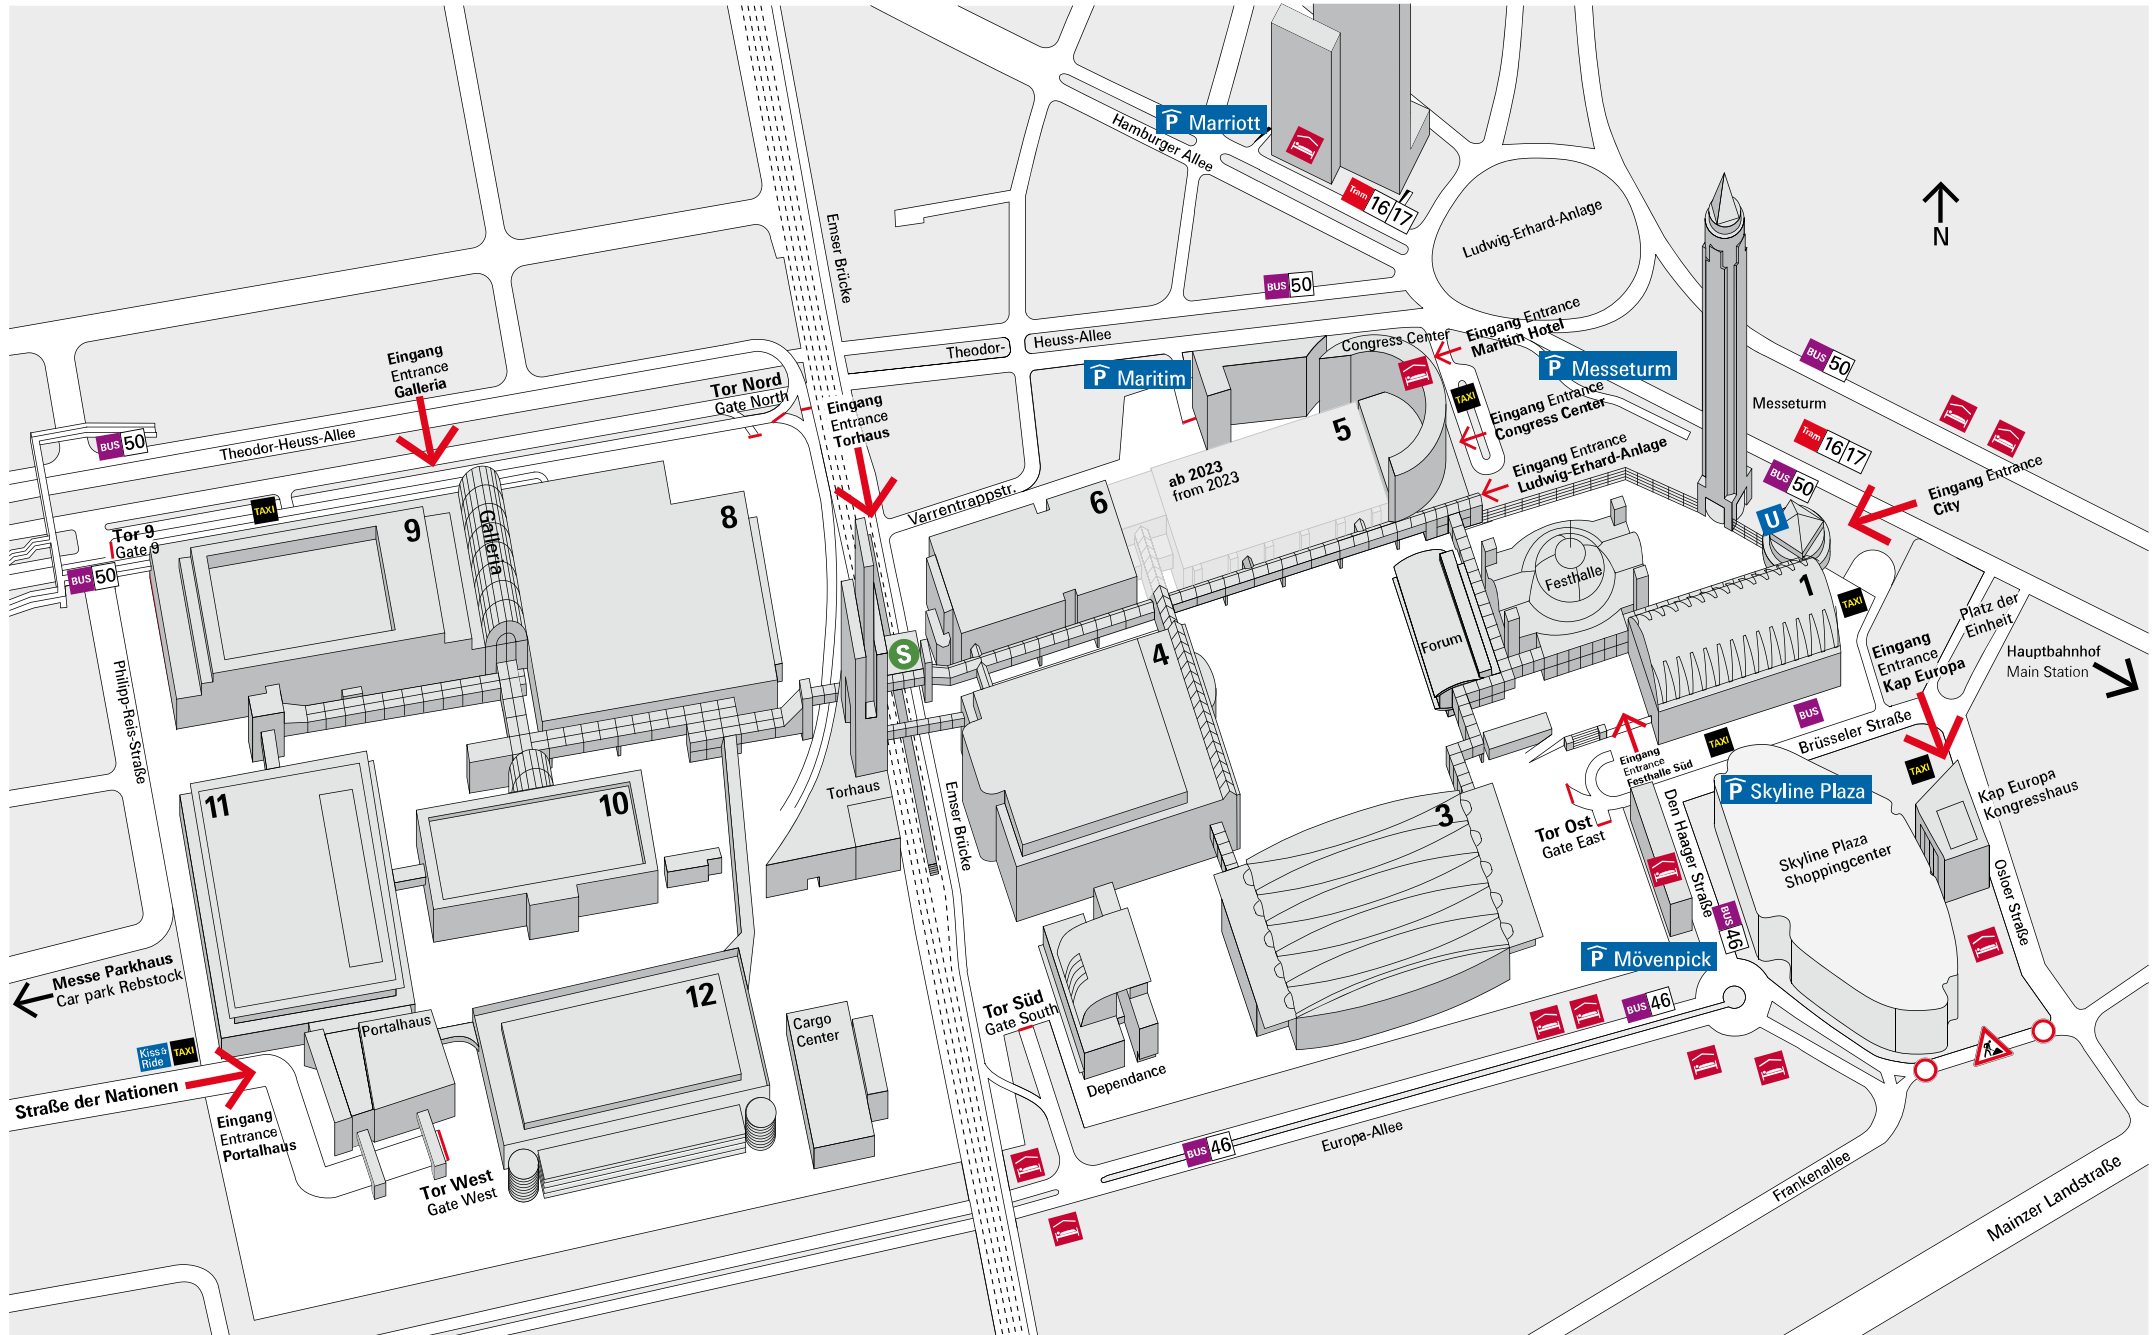 P Marriott
Hamburger Allee
Tram 16 17
Ludwig-Erhard-Anlage
N
Emser Brücke
BUS 50
Theodor-
Heuss-Allee
Congress Center
Eingang Entrance
Maritim Hotel
P Maritim
P Messeturm
BUS 50
Eingang
Entrance
Galleria
Tor Nord
Gate North
Eingang
Entrance
Torhaus
TAXI
Eingang Entrance
Congress Center
Messeturm
Tram 16 17
BUS 50
Theodor-Heuss-Allee
5
Eingang Entrance
Ludwig-Erhard-Anlage
BUS 50
Eingang Entrance
City
ab 2023
from 2023
Varrentrappstr.
6
TAXI
Galleria
9
8
U
Tor 9
Gate 9
BUS 50
Festhalle
1
TAXI
Platz der
Einheit
Forum
S
4
Eingang
Entrance
Kap Europa
Hauptbahnhof
Main Station
Philipp-Reis-Straße
BUS
Brüsseler Straße
TAXI
TAXI
Eingang
Entrance
Festhalle Süd
Torhaus
Emser Brücke
11
10
3
Tor Ost
Gate East
Den Haager Straße
P Skyline Plaza
Skyline Plaza
Shoppingcenter
Kap Europa
Kongresshaus
Osloer Straße
BUS 46
P Mövenpick
Messe Parkhaus
Car park Rebstock
12
Tor Süd
Gate South
BUS 46
Portalhaus
Cargo
Center
Kiss&
Ride
TAXI
Straße der Nationen
Dependance
Eingang
Entrance
Portalhaus
Tor West
Gate West
BUS 46
Europa-Allee
Frankenallee
Mainzer Landstraße